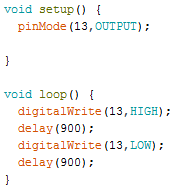 void setup() {
  pinMode(13,OUTPUT);
}
void loop() {
  digitalWrite(13,HIGH);
  delay(900);
  digitalWrite(13,LOW);
  delay(900);
}